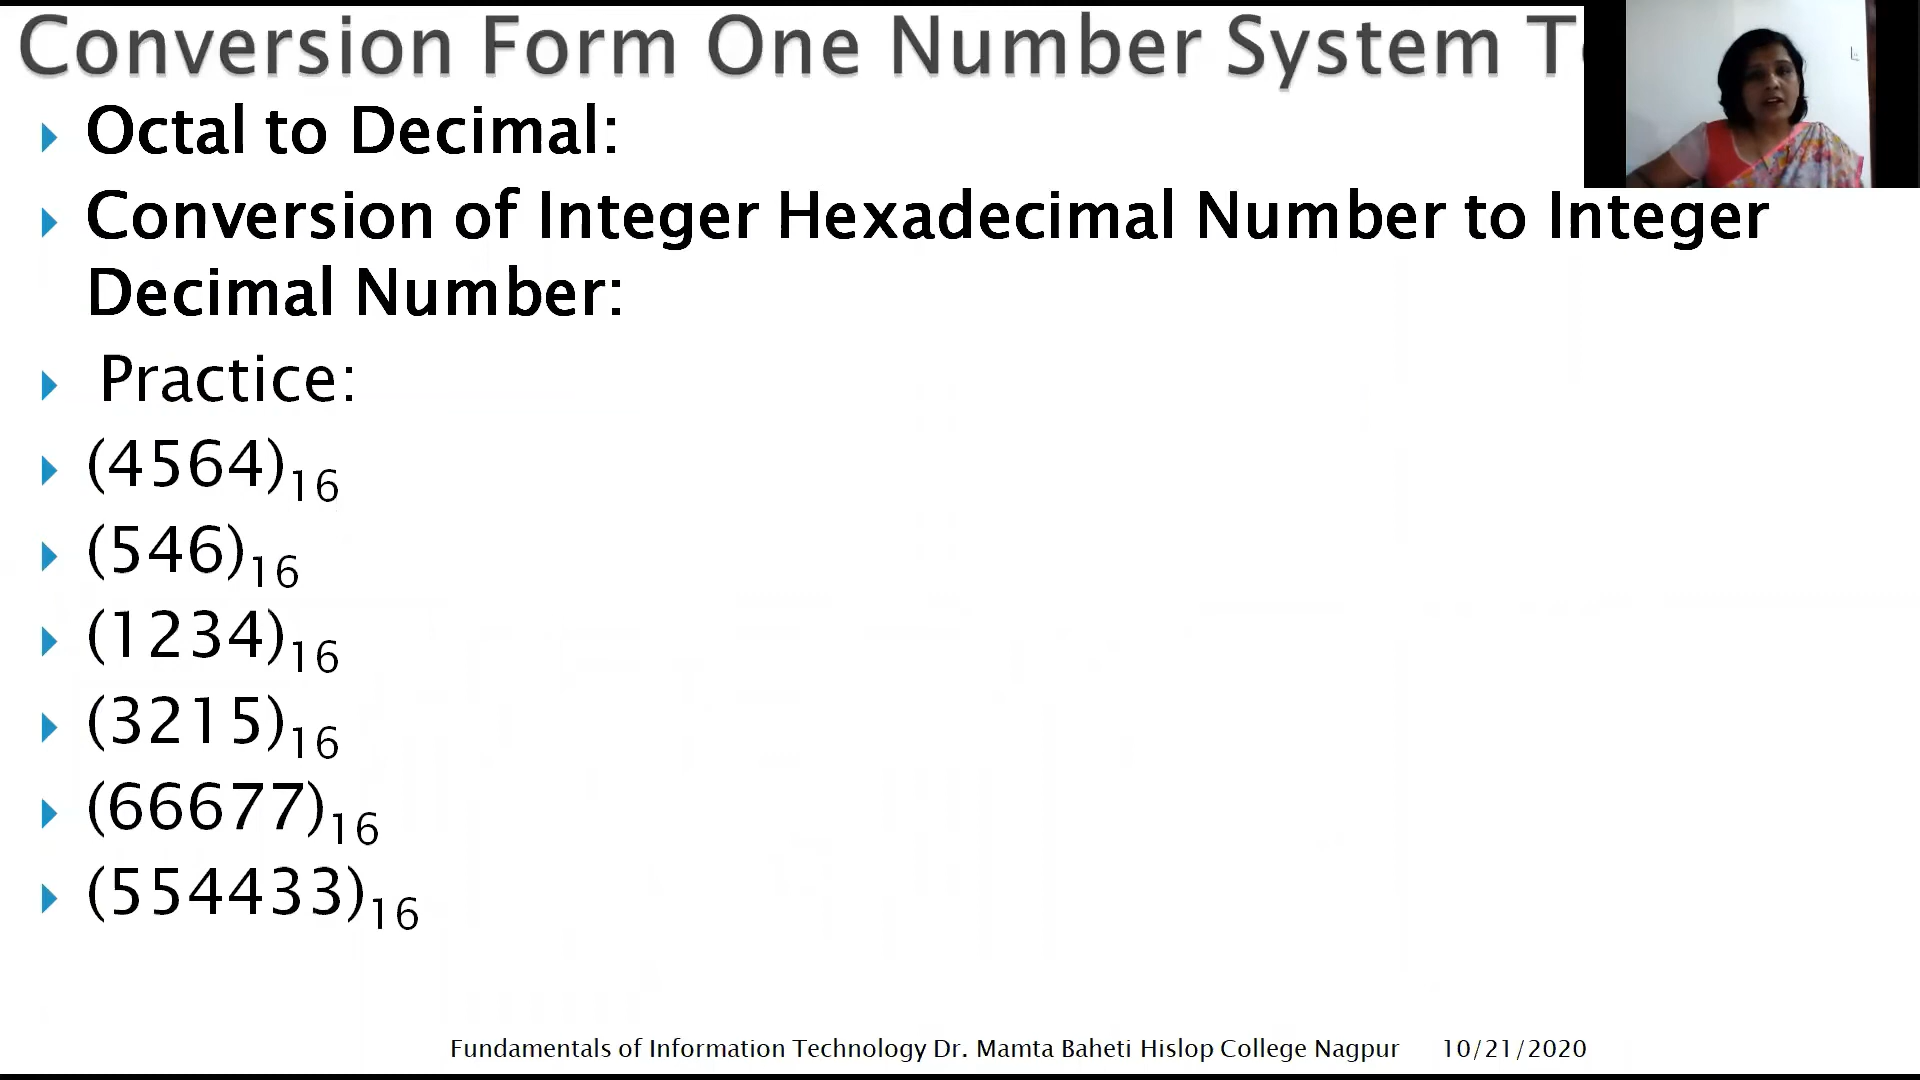 Conversion Form One Number System
Octal to Decimal:
Conversion of Integer Hexadecimal Number to Integer
Decimal Number:
Practice:
(4564)₁₆
(546)₁₆
(1234)₁₆
(3215)₁₆
(66677)₁₆
(554433)₁₆
Fundamentals of Information Technology Dr. Mamta Baheti Hislop College Nagpur 10/21/2020